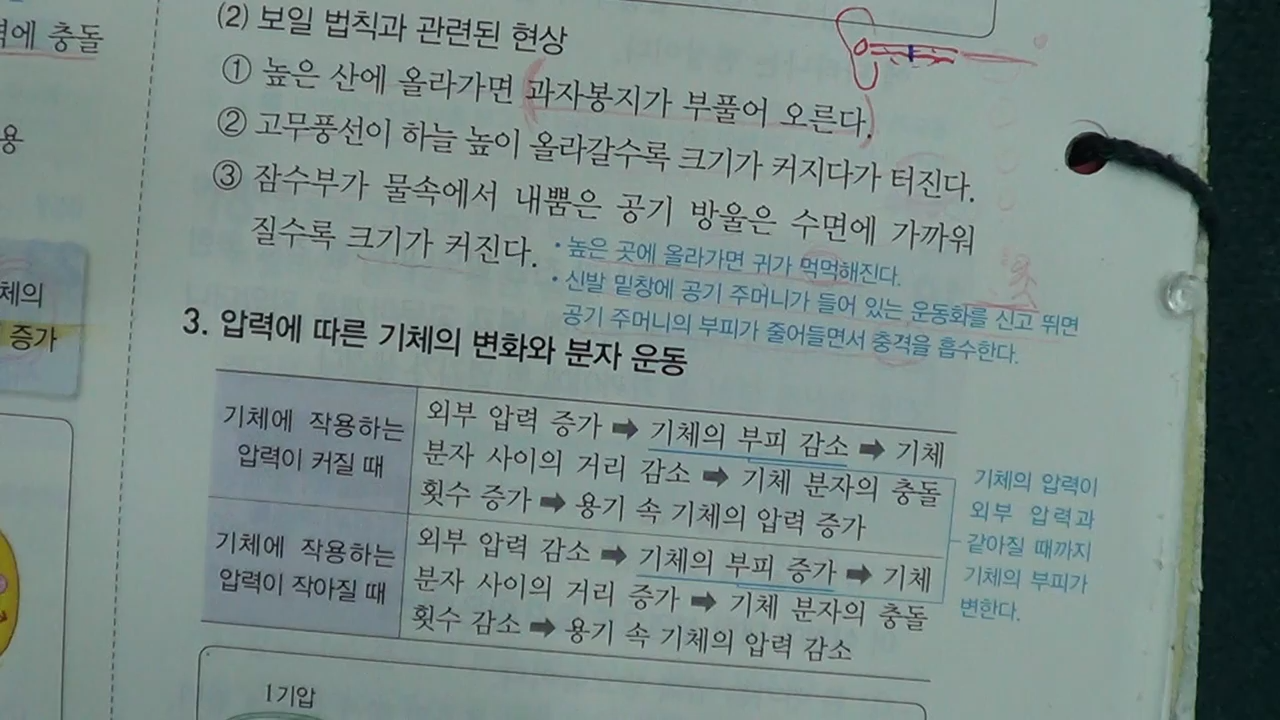 (2) 보일 법칙과 관련된 현상
① 높은 산에 올라가면 과자봉지가 부풀어 오른다.
② 고무풍선이 하늘 높이 올라갈수록 크기가 커지다가 터진다.
③ 잠수부가 물속에서 내뿜은 공기 방울은 수면에 가까워
질수록 크기가 커진다.
• 높은 곳에 올라가면 귀가 먹먹해진다.
• 신발 밑창에 공기 주머니가 들어 있는 운동화를 신고 뛰면
공기 주머니의 부피가 줄어들면서 충격을 흡수한다.
3. 압력에 따른 기체의 변화와 분자 운동
기체에 작용하는
압력이 커질 때
외부 압력 증가 ➡ 기체의 부피 감소 ➡ 기체
분자 사이의 거리 감소 ➡ 기체 분자의 충돌
횟수 증가 ➡ 용기 속 기체의 압력 증가
기체에 작용하는
압력이 작아질 때
외부 압력 감소 ➡ 기체의 부피 증가 ➡ 기체
분자 사이의 거리 증가 ➡ 기체 분자의 충돌
횟수 감소 ➡ 용기 속 기체의 압력 감소
기체의 압력이
외부 압력과
같아질 때까지
기체의 부피가
변한다.
1기압
력에 충돌
용
체의
증가